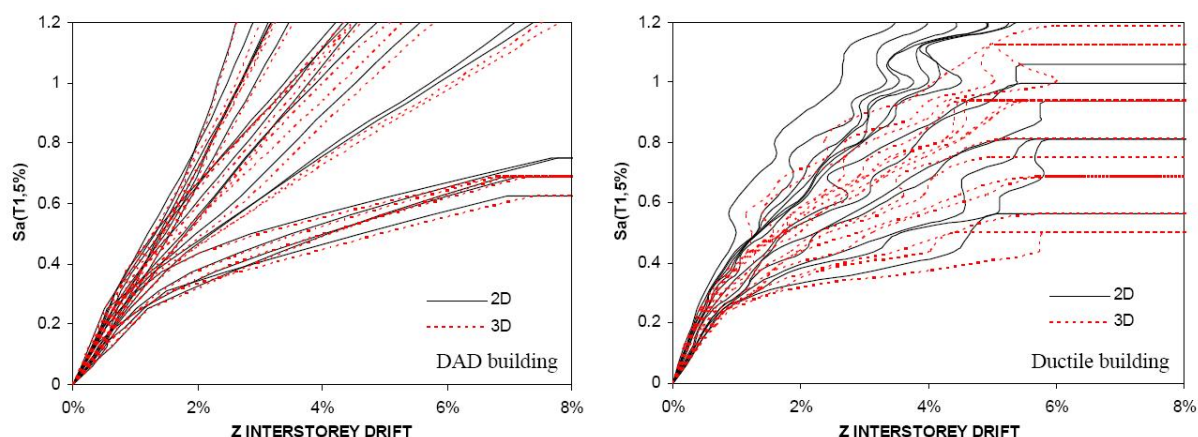 1.2
1
0.8
0.6
0.4
0.2
0
Sa(T1,5%)
2D
3D
DAD building
0% 2% 4% 6% 8%
Z INTERSTOREY DRIFT
1.2
1
0.8
0.6
0.4
0.2
0
Sa(T1,5%)
2D
3D
Ductile building
0% 2% 4% 6% 8%
Z INTERSTOREY DRIFT